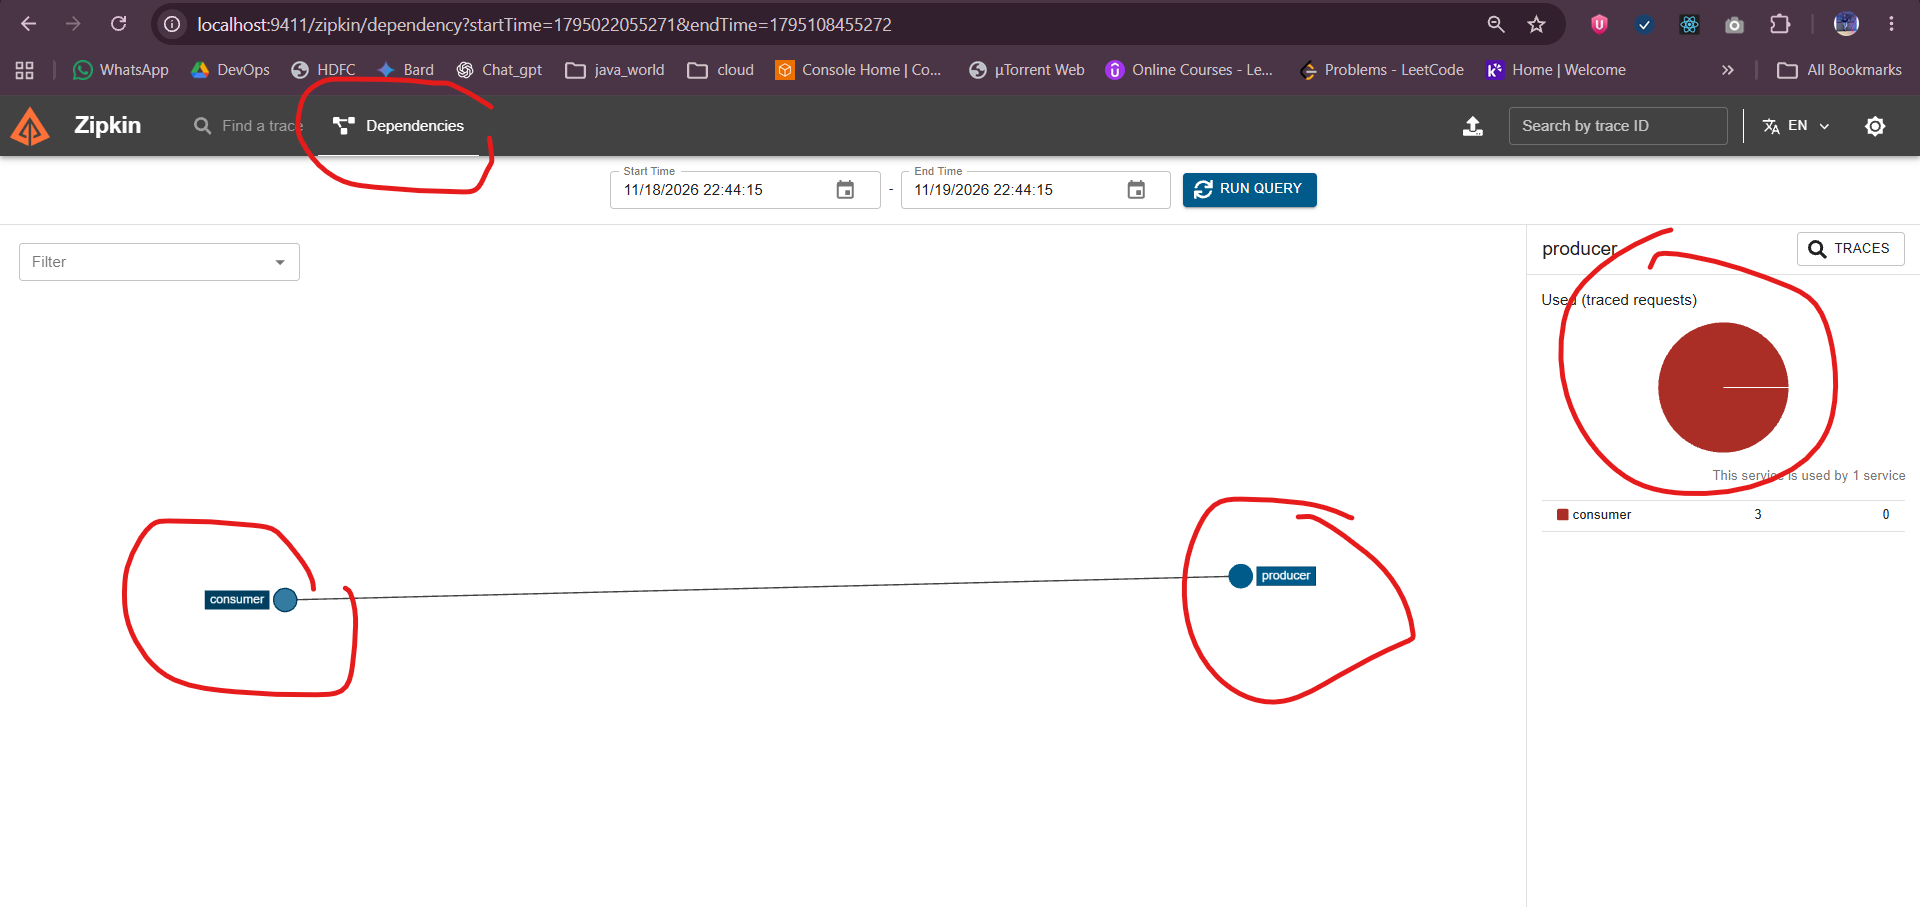 localhost:9411/zipkin/dependency?startTime=1795022055271&endTime=1795108455272
WhatsApp DevOps HDFC Bard Chat_gpt java_world cloud Console Home | Co... µTorrent Web Online Courses - Le... Problems - LeetCode Home | Welcome » All Bookmarks
Zipkin Find a trace Dependencies Search by trace ID EN
Start Time End Time
11/18/2026 22:44:15 - 11/19/2026 22:44:15 RUN QUERY
Filter
producer TRACES
Used (traced requests)
This service is used by 1 service
consumer 3 0
producer
consumer